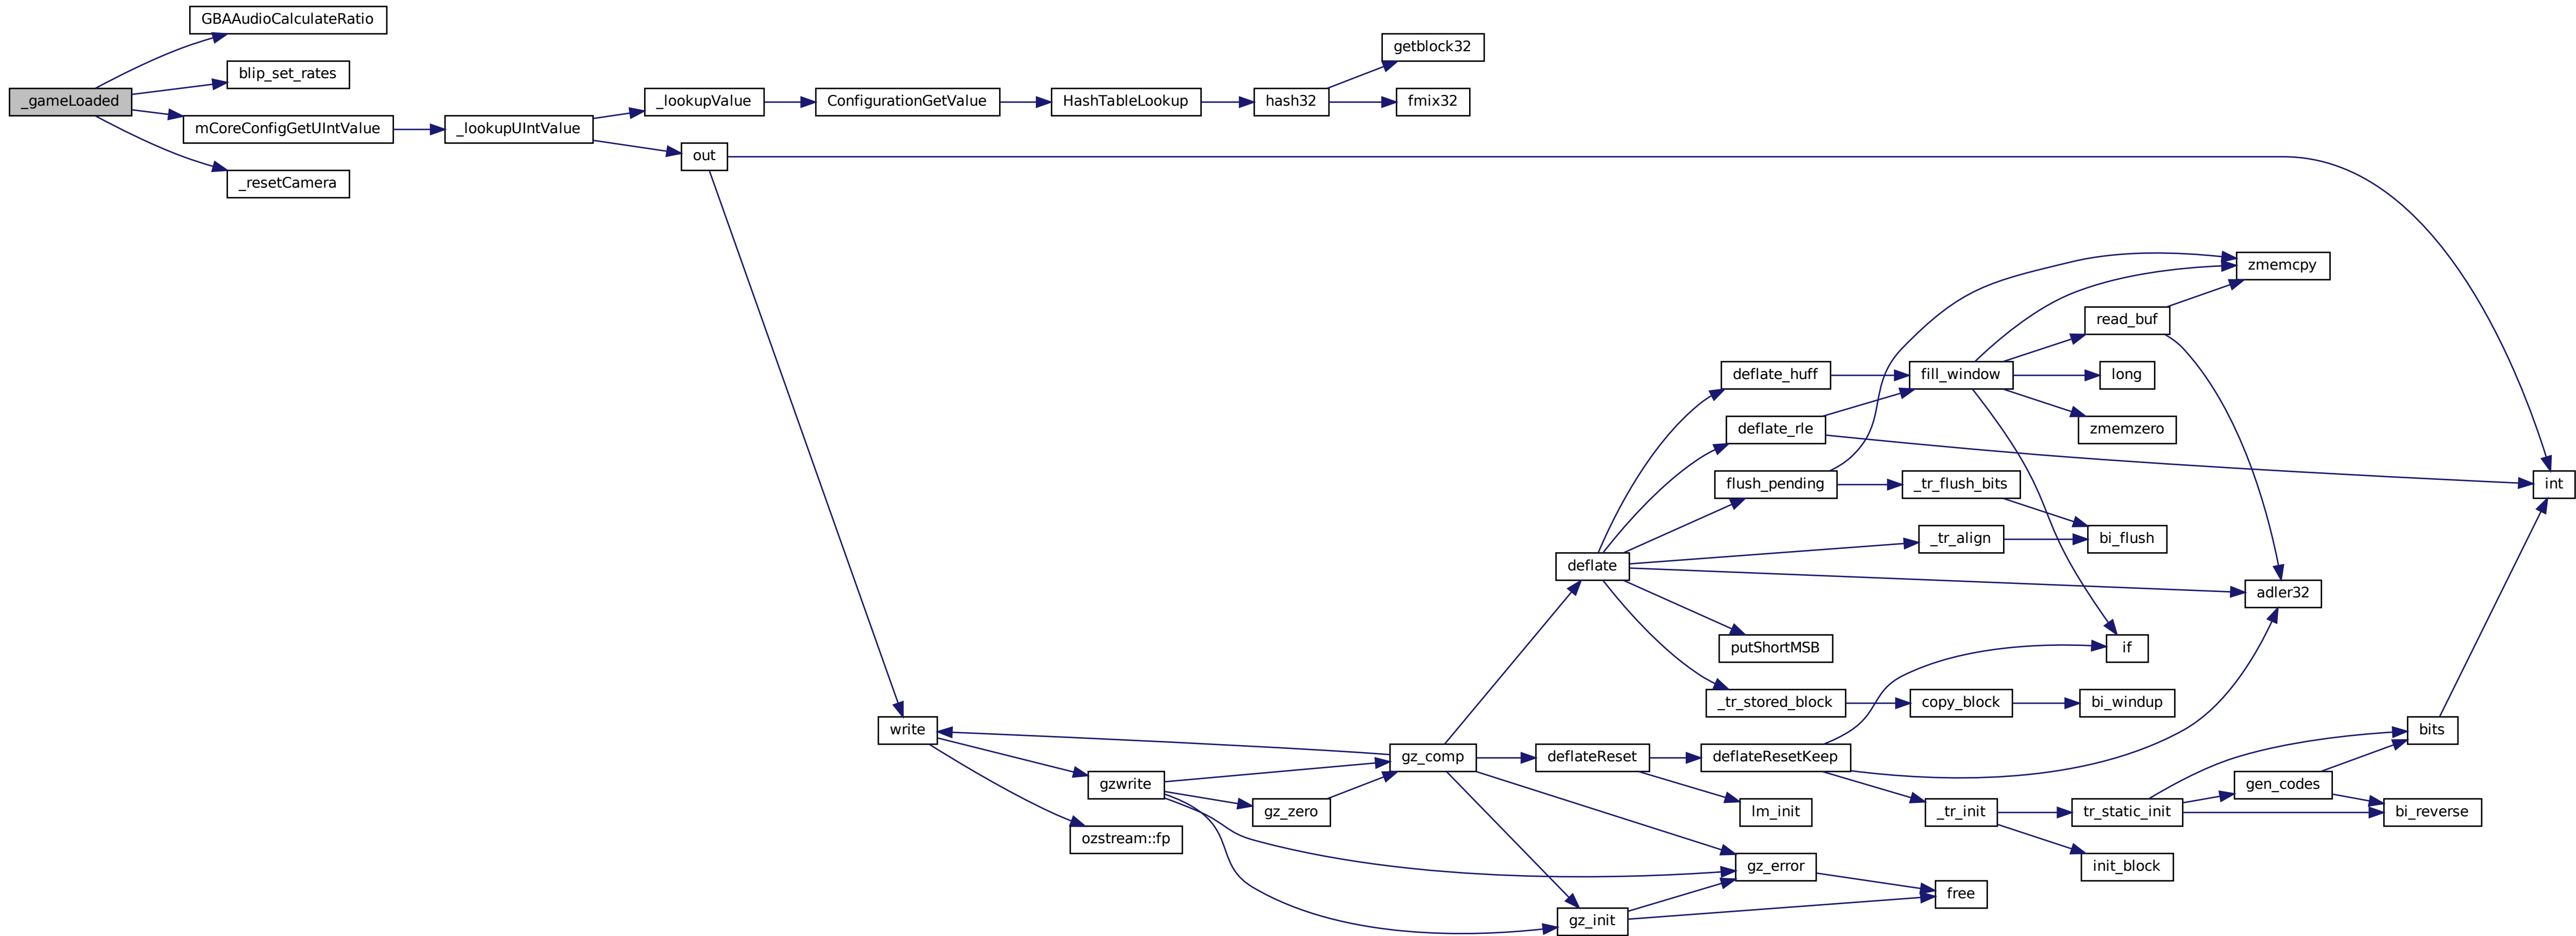 _gameLoaded
GBAAudioCalculateRatio
blip_set_rates
mCoreConfigGetUIntValue
_resetCamera
_lookupUIntValue
_lookupValue
out
ConfigurationGetValue
HashTableLookup
hash32
getblock32
fmix32
write
gzwrite
ozstream::fp
gz_zero
gz_comp
deflate
deflateReset
gz_init
deflate_huff
deflate_rle
flush_pending
putShortMSB
_tr_stored_block
deflateResetKeep
lm_init
gz_error
fill_window
_tr_flush_bits
_tr_align
copy_block
_tr_init
free
read_buf
long
zmemzero
bi_flush
if
bi_windup
tr_static_init
init_block
zmemcpy
adler32
gen_codes
bits
bi_reverse
int